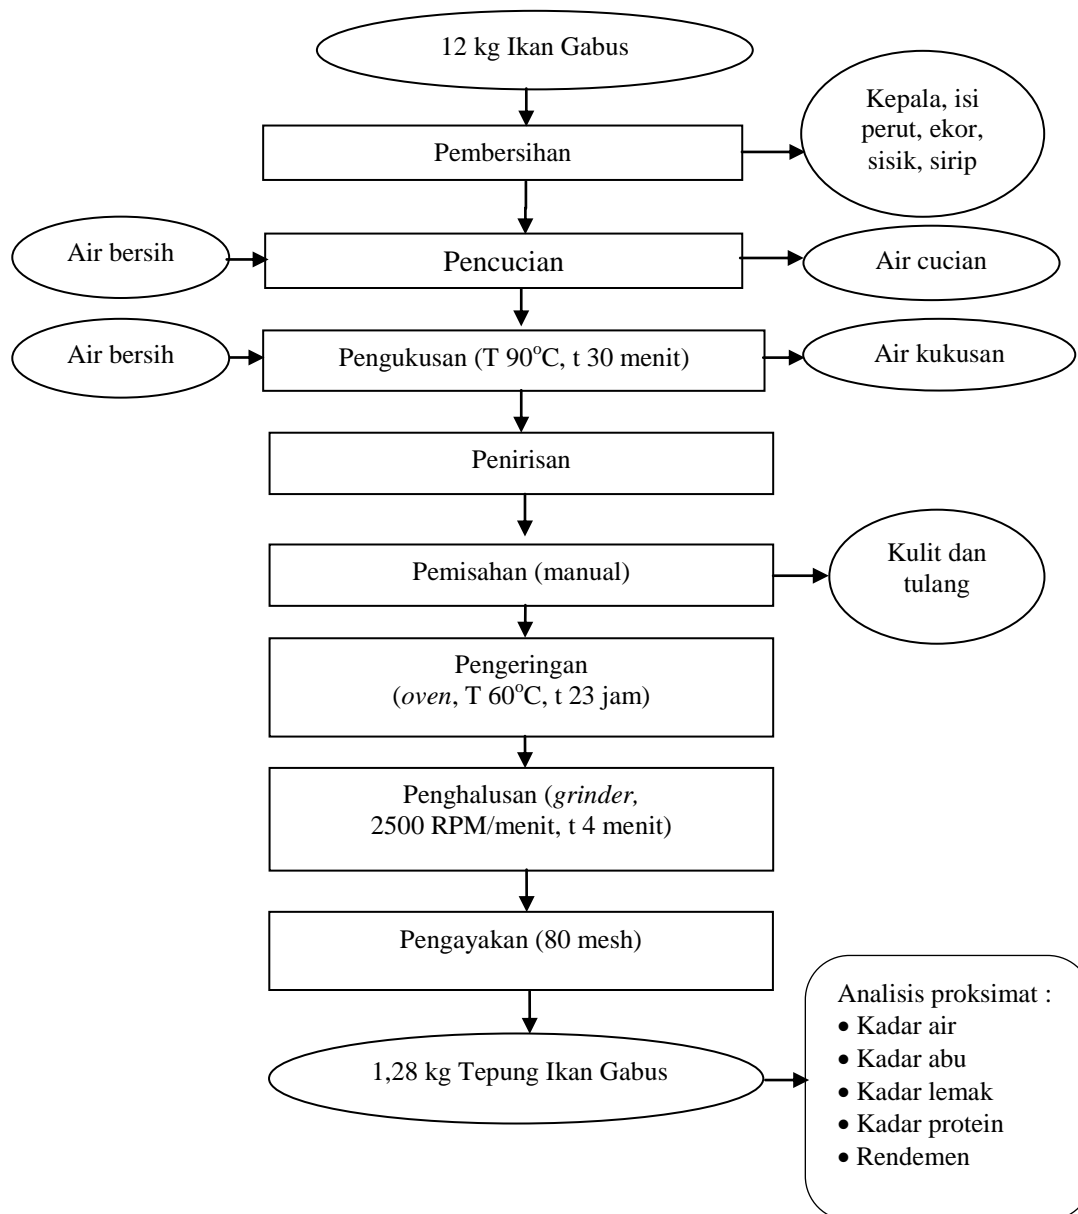 12 kg Ikan Gabus
Kepala, isi
perut, ekor,
sisik, sirip
Pembersihan
Air bersih
Pencucian
Air cucian
Air bersih
Pengukusan (T 90°C, t 30 menit)
Air kukusan
Penirisan
Pemisahan (manual)
Kulit dan
tulang
Pengeringan
(oven, T 60°C, t 23 jam)
Penghalusan (grinder,
2500 RPM/menit, t 4 menit)
Pengayakan (80 mesh)
1,28 kg Tepung Ikan Gabus
Analisis proksimat :
• Kadar air
• Kadar abu
• Kadar lemak
• Kadar protein
• Rendemen